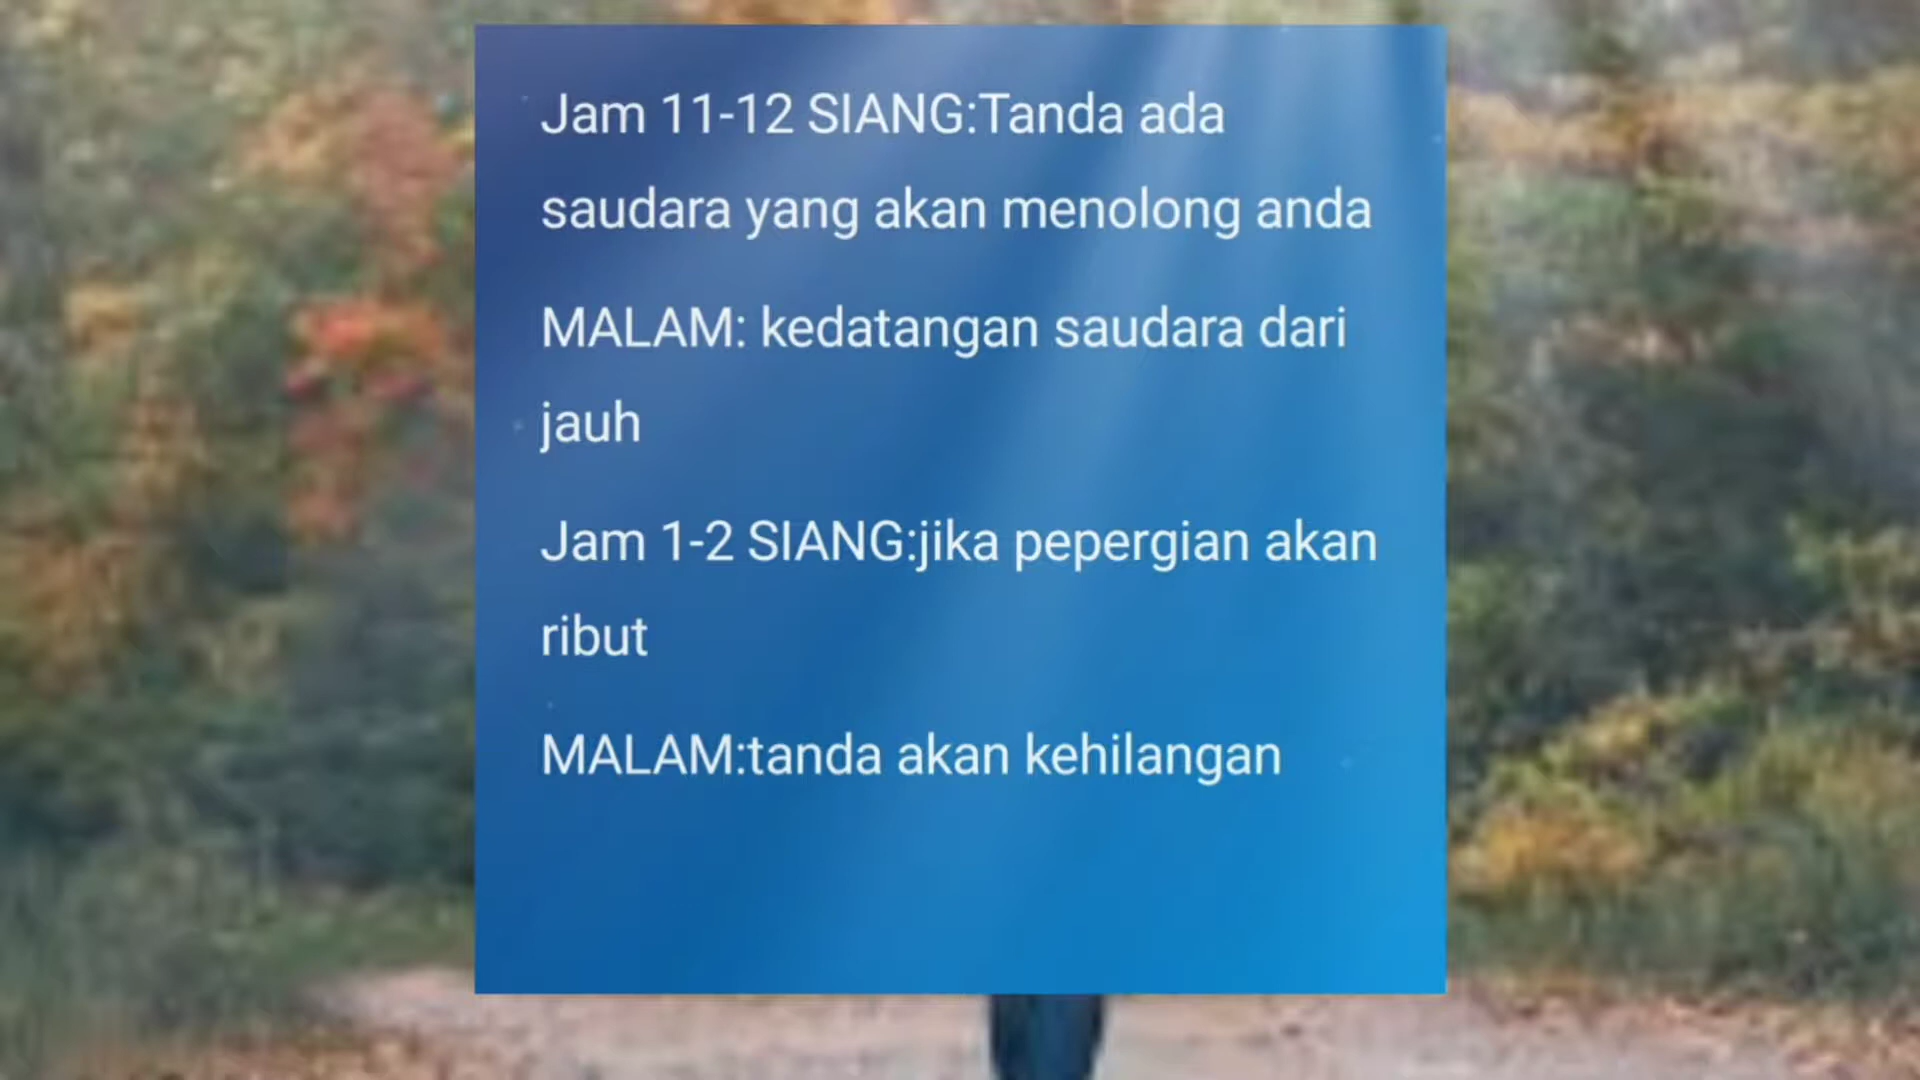 Jam 11-12 SIANG:Tanda ada
saudara yang akan menolong anda
MALAM: kedatangan saudara dari
jauh
Jam 1-2 SIANG:jika pepergian akan
ribut
MALAM:tanda akan kehilangan